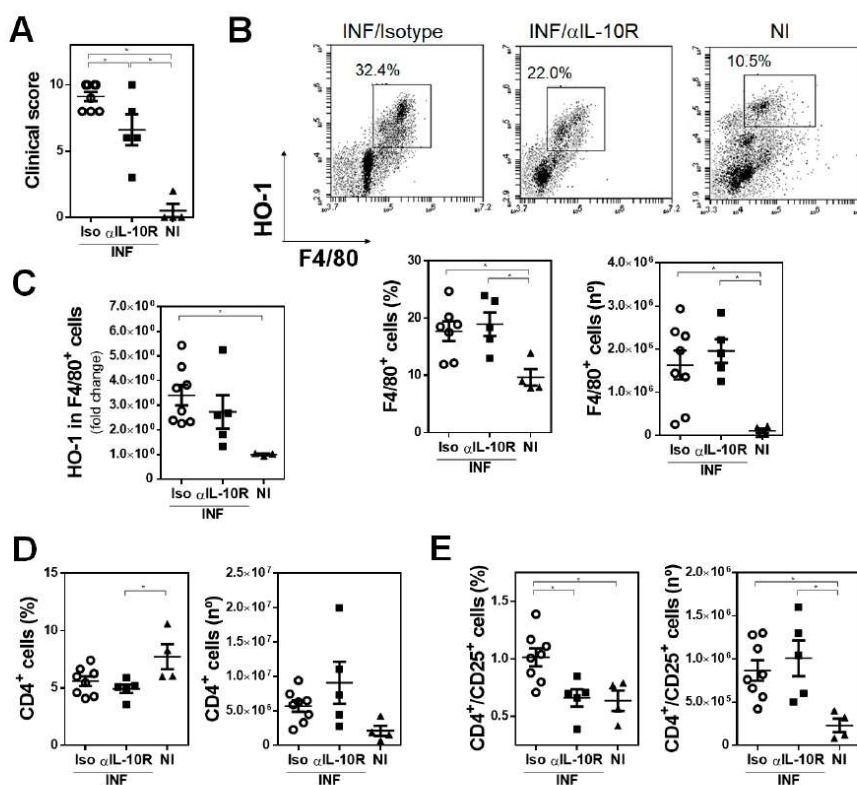 A
Clinical score
10
5
0
*
*
*
Iso αIL-10R NI
INF
B
INF/Isotype
INF/αIL-10R
NI
32.4%
22.0%
10.5%
HO-1
F4/80
F4/80⁺ cells (%)
30
20
10
0
*
*
Iso αIL-10R NI
INF
F4/80⁺ cells (nº)
4.0×10⁶
3.0×10⁶
2.0×10⁶
1.0×10⁶
0
*
*
Iso αIL-10R NI
INF
C
HO-1 in F4/80⁺ cells
(fold change)
7.0×10⁰
6.0×10⁰
5.0×10⁰
4.0×10⁰
3.0×10⁰
2.0×10⁰
1.0×10⁰
0
*
Iso αIL-10R NI
INF
D
CD4⁺ cells (%)
15
10
5
0
*
Iso αIL-10R NI
INF
CD4⁺ cells (nº)
2.5×10⁷
2.0×10⁷
1.5×10⁷
1.0×10⁷
5.0×10⁶
0
Iso αIL-10R NI
INF
E
CD4⁺/CD25⁺ cells (%)
1.5
1.0
0.5
*
*
Iso αIL-10R NI
INF
CD4⁺/CD25⁺ cells (nº)
2.0×10⁶
1.5×10⁶
1.0×10⁶
5.0×10⁵
0
*
*
Iso αIL-10R NI
INF